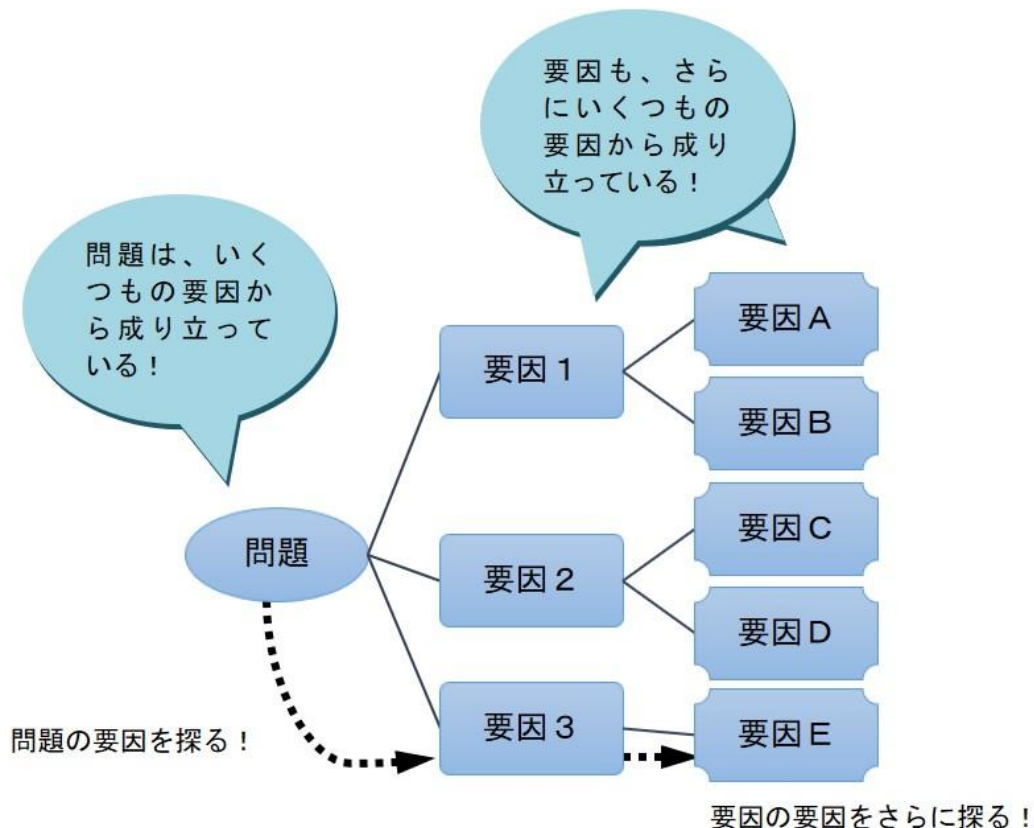 要因も、さら
にいくつもの
要因から成り
立っている！
問題は、いく
つもの要因か
ら成り立って
いる！
要因A
要因１
要因B
問題
要因２
要因C
要因D
要因３
要因E
問題の要因を探る！
要因の要因をさらに探る！